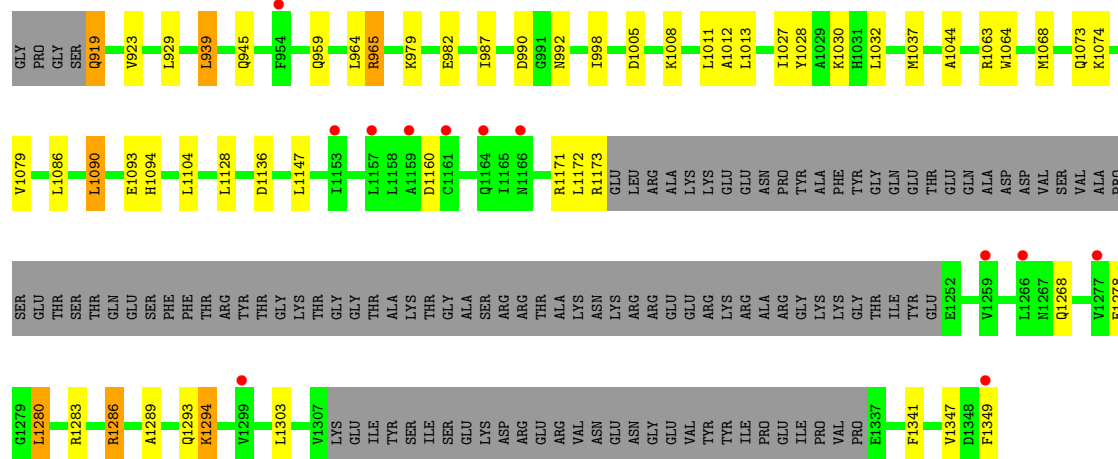 GLY PRO GLY SER Q919 V923 L929 L939 Q945 F954 Q959 L964 R965 K979 E982 I987 D990 G991 N992 I998 D1005 K1008 L1011 A1012 L1013 I1027 Y1028 A1029 K1030 H1031 L1032 M1037 A1044 R1063 W1064 M1068 Q1073 K1074
V1079 L1086 L1090 E1093 H1094 L1104 L1128 D1136 L1147 I1153 L1157 L1158 A1159 D1160 C1161 Q1164 I1165 N1166 R1171 L1172 R1173 GLU LEU ARG ALA LYS LYS GLU GLU ASN PRO TYR ALA PHE TYR GLY GLN GLU THR GLU GLN ALA ASP ASP VAL SER VAL ALA PRO
SER GLU THR SER THR GLN GLU SER PHE PHE THR ARG TYR THR GLY LYS THR GLY GLY THR ALA LYS THR GLY ALA SER ARG ARG THR ALA LYS ASN LYS ARG ARG GLU GLU ARG LYS ARG ALA ARG GLY LYS LYS GLY THR ILE TYR GLU E1252 V1259 L1266 N1267 Q1268 V1277 E1278
G1279 L1280 R1283 R1286 A1289 Q1293 K1294 V1299 L1303 V1307 LYS GLU ILE TYR SER ILE SER GLU LYS ASP ARG GLU ARG VAL ASN GLU ASN GLY GLU VAL TYR TYR ILE PRO GLU ILE PRO VAL PRO E1337 F1341 V1347 D1348 F1349